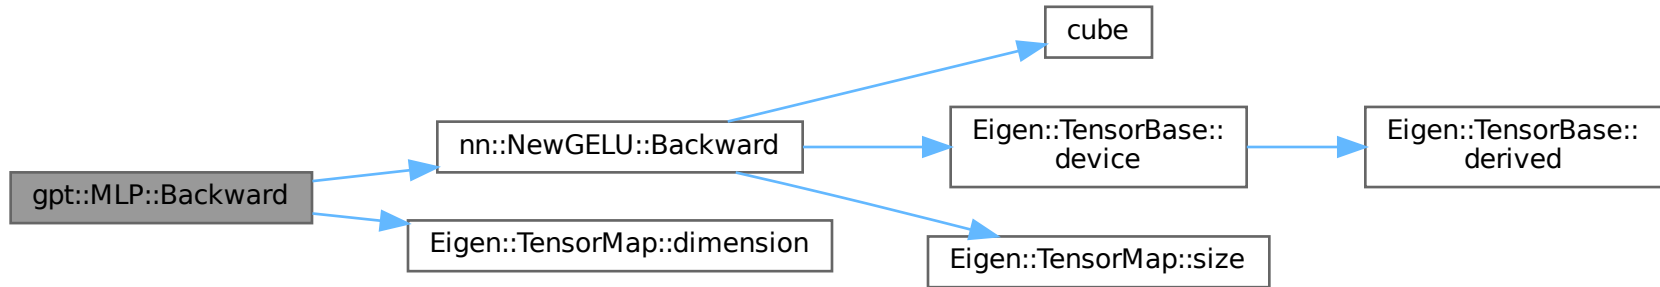 cube
Eigen::TensorBase::
device
Eigen::TensorBase::
derived
nn::NewGELU::Backward
gpt::MLP::Backward
Eigen::TensorMap::dimension
Eigen::TensorMap::size